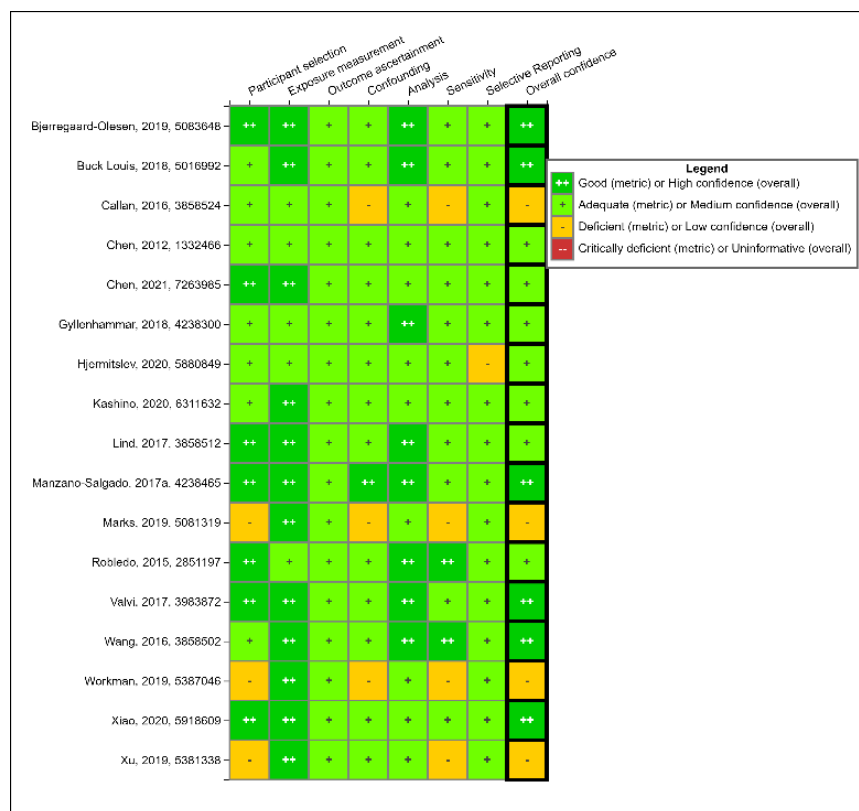 Participant selection
Exposure measurement
Outcome ascertainment
Confounding
Analysis
Sensitivity
Selective Reporting
Overall confidence
Bjerregaard-Olesen, 2019, 5083648 ++ ++ + + ++ + + ++
Buck Louis, 2018, 5016992 + ++ + + ++ + + ++
Legend
++ Good (metric) or High confidence (overall)
+ Adequate (metric) or Medium confidence (overall)
- Deficient (metric) or Low confidence (overall)
-- Critically deficient (metric) or Uninformative (overall)
Callan, 2016, 3858524 + + + - + - + -
Chen, 2012, 1332466 + + + + + + + +
Chen, 2021, 7263985 ++ ++ + + + + + +
Gyllenhammar, 2018, 4238300 + + + + ++ + + +
Hjermitslev, 2020, 5880849 + + + + + + - +
Kashino, 2020, 6311632 + ++ + + + + + +
Lind, 2017, 3858512 ++ ++ + + ++ + + +
Manzano-Salgado, 2017a, 4238465 ++ ++ + ++ ++ + + ++
Marks, 2019, 5081319 - ++ + - + - + -
Robledo, 2015, 2851197 ++ + + + ++ ++ + +
Valvi, 2017, 3983872 ++ ++ + + ++ + + ++
Wang, 2016, 3858502 + ++ + + ++ ++ + ++
Workman, 2019, 5387046 - ++ + - + - + -
Xiao, 2020, 5918609 ++ ++ + + + + + ++
Xu, 2019, 5381338 - ++ + + + - + -